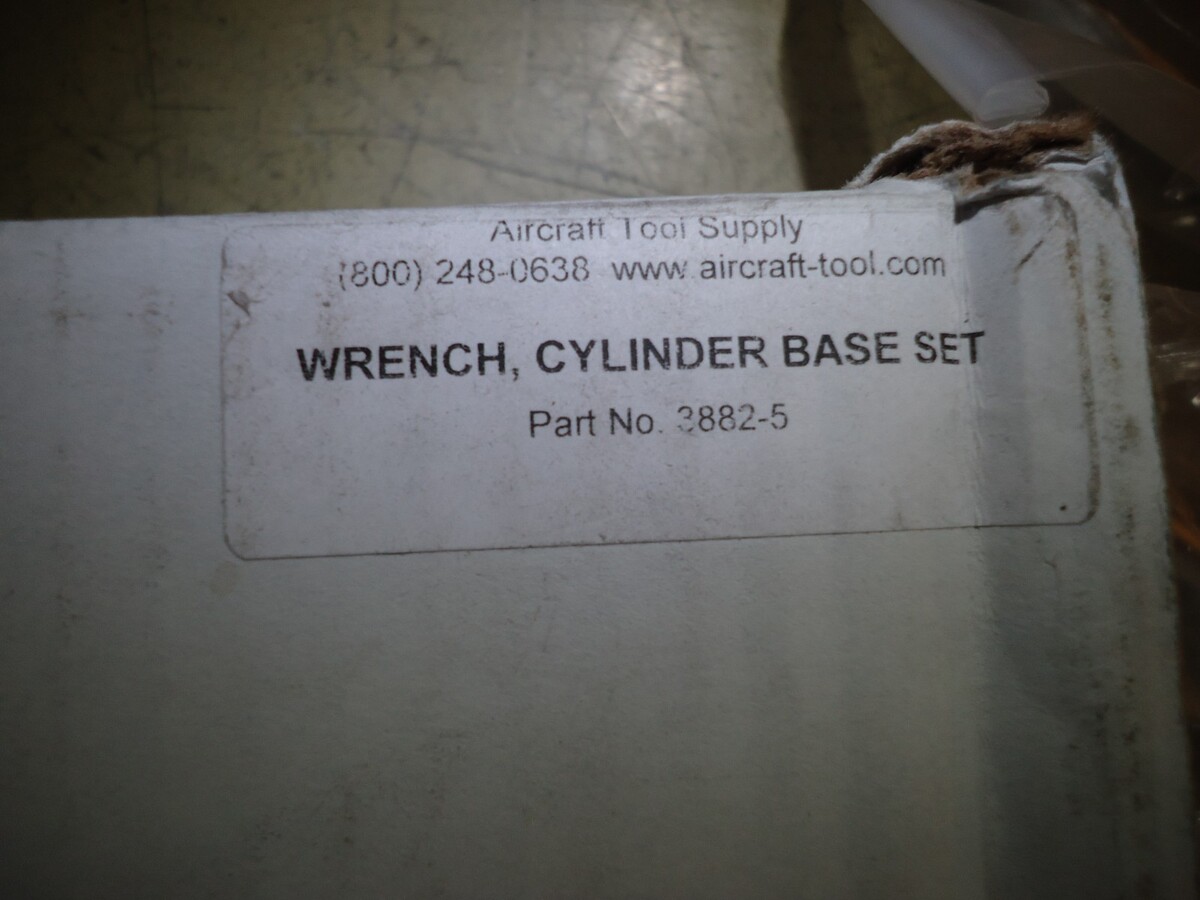 Aircraft Tool Supply
(800) 248-0638 www.aircraft-tool.com
WRENCH, CYLINDER BASE SET
Part No. 3882-5